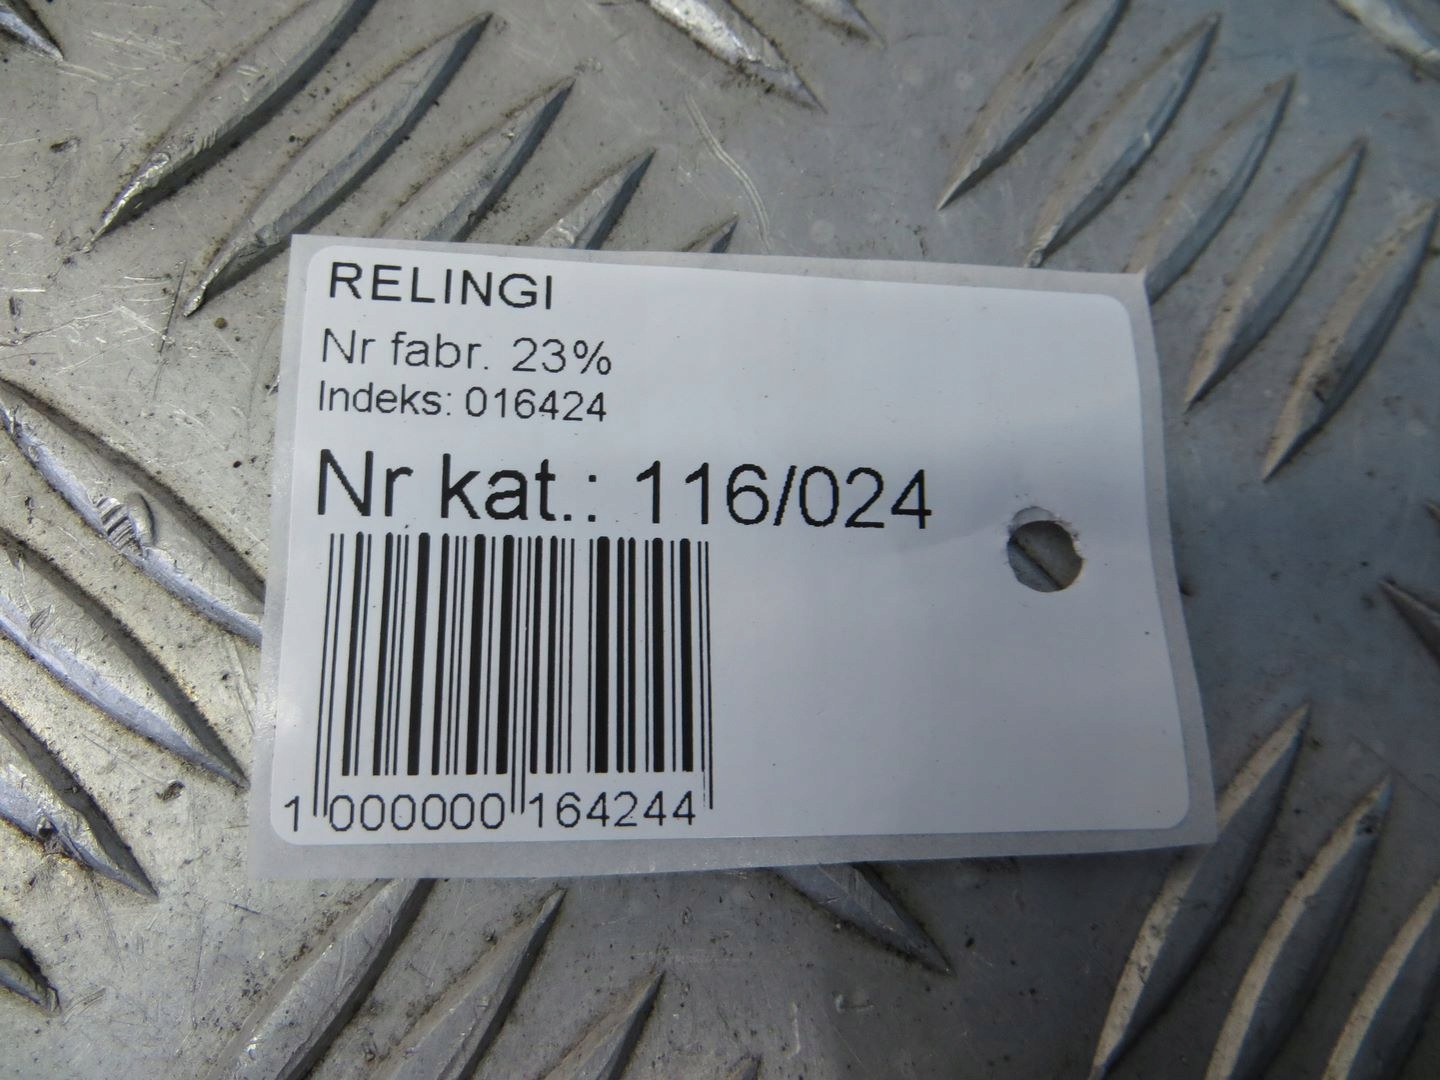 RELINGI
Nr fabr. 23%
Indeks: 016424
Nr kat.: 116/024
1 000000 164244